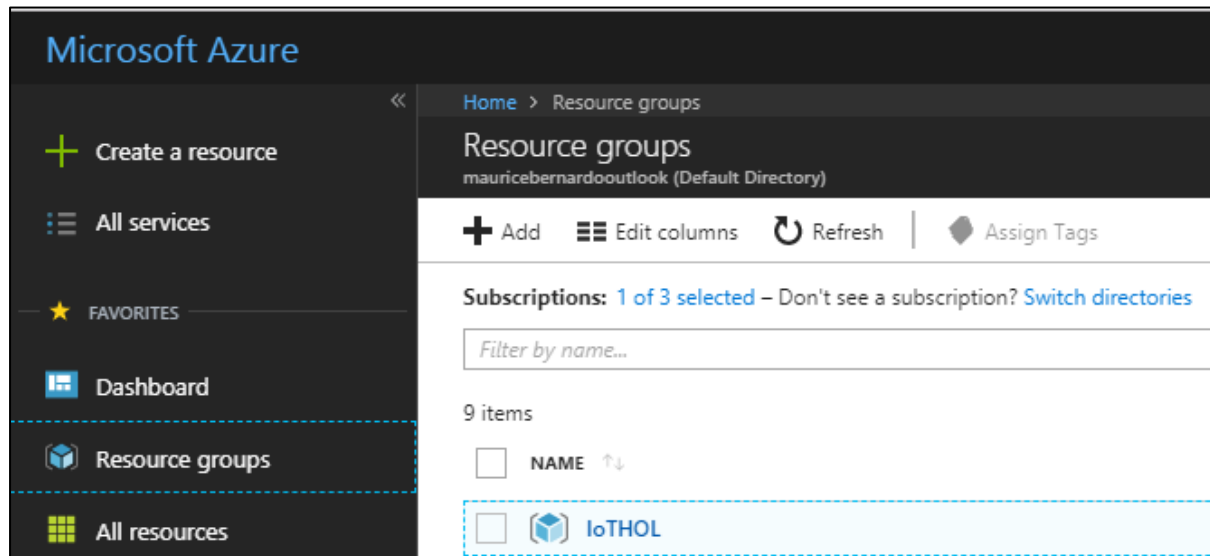 Microsoft Azure
«
Create a resource
All services
FAVORITES
Dashboard
Resource groups
All resources
Home > Resource groups
Resource groups
mauricebernardooutlook (Default Directory)
Add Edit columns Refresh Assign Tags
Subscriptions: 1 of 3 selected – Don't see a subscription? Switch directories
Filter by name...
9 items
NAME ↑↓
IoTHOL